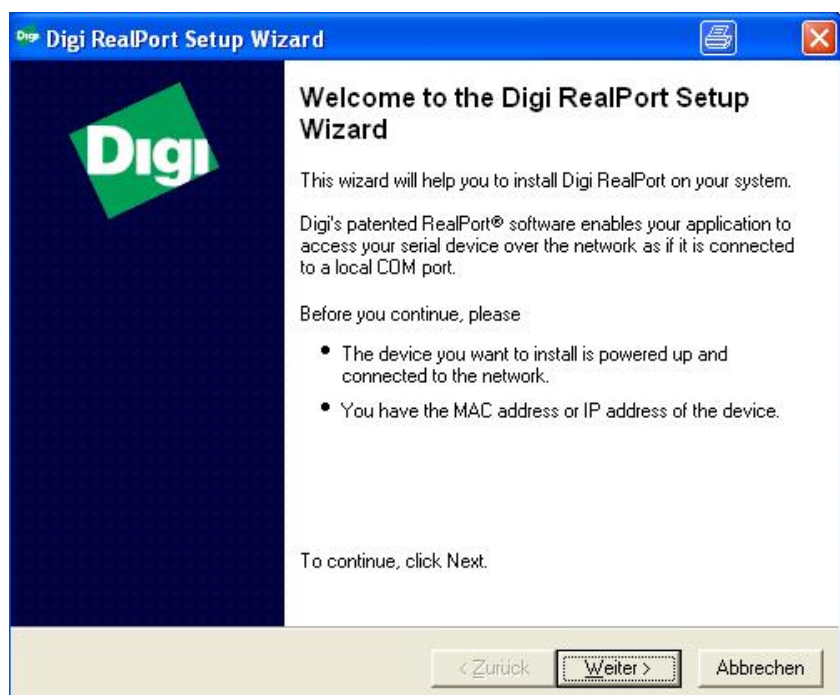 Digi RealPort Setup Wizard
Digi
Welcome to the Digi RealPort Setup
Wizard
This wizard will help you to install Digi RealPort on your system.
Digi's patented RealPort® software enables your application to
access your serial device over the network as if it is connected
to a local COM port.
Before you continue, please
• The device you want to install is powered up and
connected to the network.
• You have the MAC address or IP address of the device.
To continue, click Next.
< Zurück
Weiter >
Abbrechen